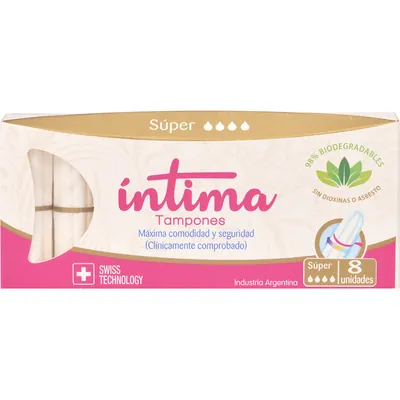 Súper
98% BIODEGRADABLES
SIN DIOXINAS O ASBESTO
íntima
Tampones
Máxima comodidad y seguridad
(Clínicamente comprobado)
SWISS
TECHNOLOGY
Súper
8
unidades
Industria Argentina